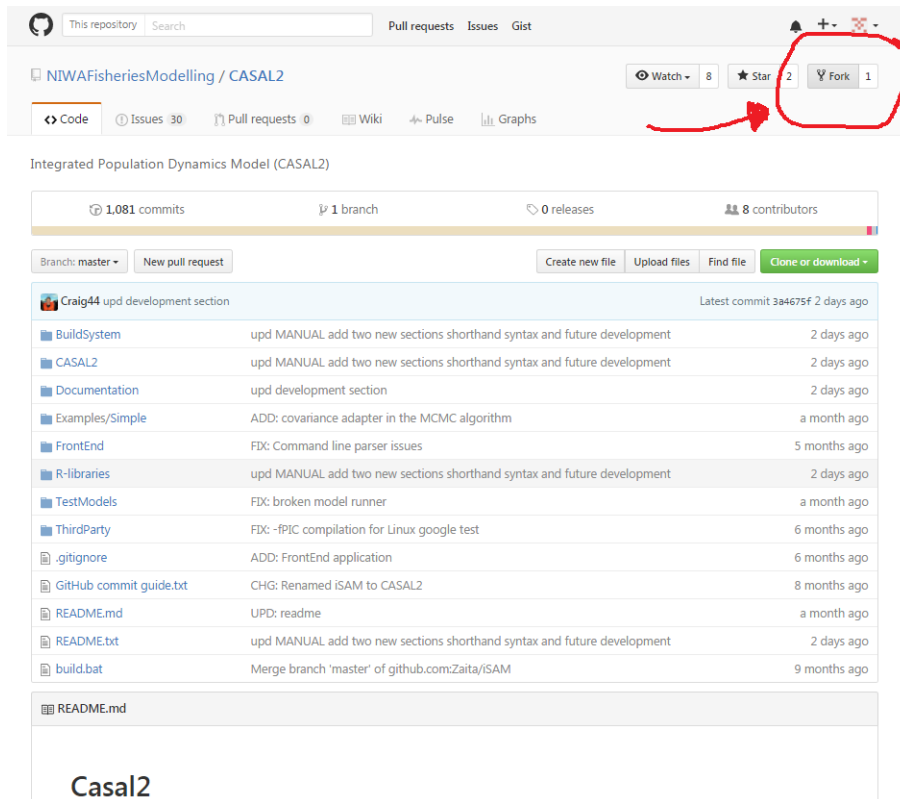 This repository Search Pull requests Issues Gist
NIWAFisheriesModelling / CASAL2 Watch 8 Star 2 Fork 1
Code Issues 30 Pull requests 0 Wiki Pulse Graphs
Integrated Population Dynamics Model (CASAL2)
1,081 commits 1 branch 0 releases 8 contributors
Branch: master New pull request Create new file Upload files Find file Clone or download
Craig44 upd development section Latest commit 3a4675f 2 days ago
BuildSystem upd MANUAL add two new sections shorthand syntax and future development 2 days ago
CASAL2 upd MANUAL add two new sections shorthand syntax and future development 2 days ago
Documentation upd development section 2 days ago
Examples/Simple ADD: covariance adapter in the MCMC algorithm a month ago
FrontEnd FIX: Command line parser issues 5 months ago
R-libraries upd MANUAL add two new sections shorthand syntax and future development 2 days ago
TestModels FIX: broken model runner a month ago
ThirdParty FIX: -fPIC compilation for Linux google test 6 months ago
.gitignore ADD: FrontEnd application 6 months ago
GitHub commit guide.txt CHG: Renamed iSAM to CASAL2 8 months ago
README.md UPD: readme a month ago
README.txt upd MANUAL add two new sections shorthand syntax and future development 2 days ago
build.bat Merge branch 'master' of github.com:Zaita/iSAM 9 months ago
README.md
Casal2